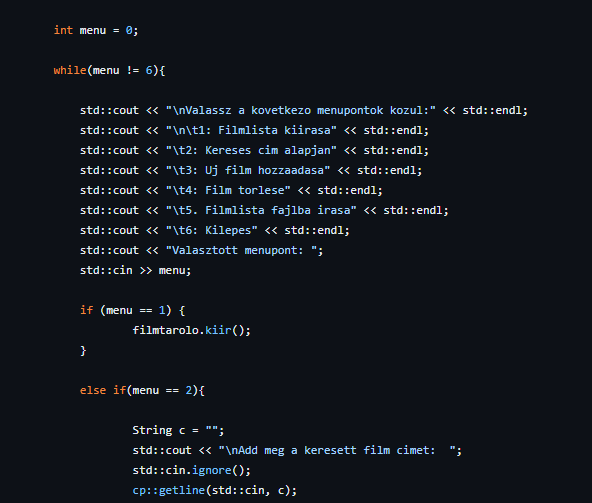 int menu = 0;
while(menu != 6){
std::cout << "\nValassz a kovetkezo menupontok kozul:" << std::endl;
std::cout << "\n\t1: Filmlista kiirasa" << std::endl;
std::cout << "\t2: Kereses cim alapjan" << std::endl;
std::cout << "\t3: Uj film hozzaadasa" << std::endl;
std::cout << "\t4: Film torlese" << std::endl;
std::cout << "\t5. Filmlista fajlba irasa" << std::endl;
std::cout << "\t6: Kilepes" << std::endl;
std::cout << "Valasztott menupont: ";
std::cin >> menu;
if (menu == 1) {
filmtarolo.kiir();
}
else if(menu == 2){
String c = "";
std::cout << "\nAdd meg a keresett film cimet:  ";
std::cin.ignore();
cp::getline(std::cin, c);